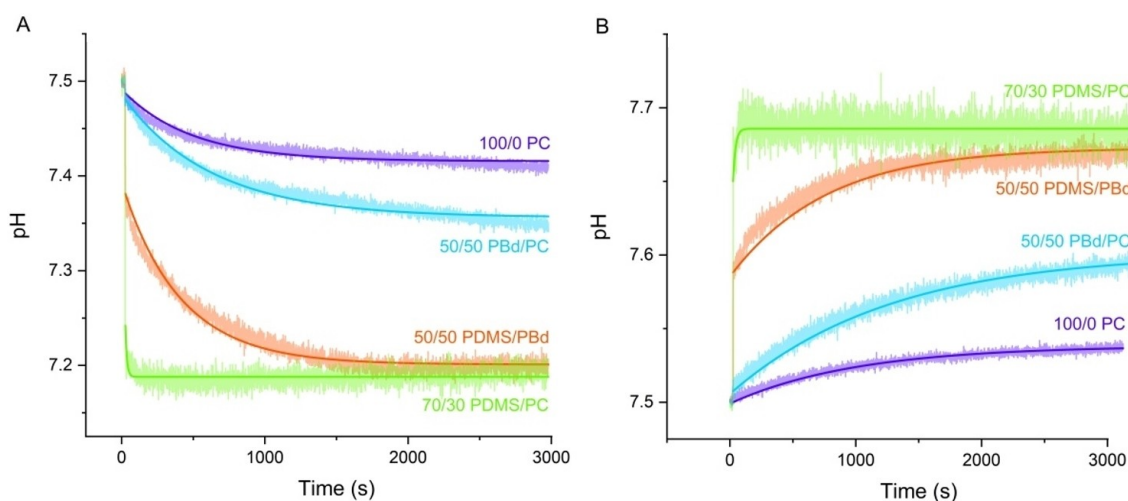 A
7.5
7.4
7.3
7.2
pH
100/0 PC
50/50 PBd/PC
50/50 PDMS/PBd
70/30 PDMS/PC
0
1000
2000
3000
Time (s)
B
7.7
7.6
7.5
pH
70/30 PDMS/PC
50/50 PDMS/PBd
50/50 PBd/PC
100/0 PC
0
1000
2000
3000
Time (s)